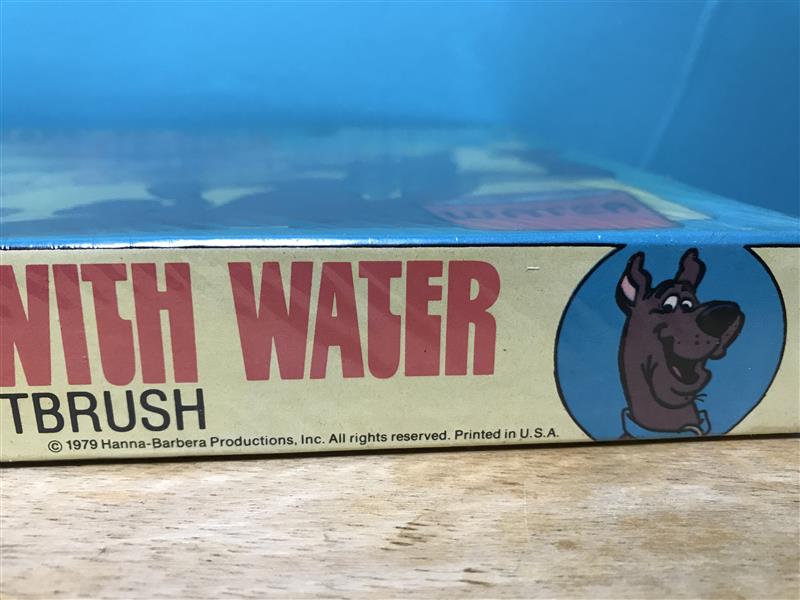 WITH WATER
TBRUSH
© 1979 Hanna-Barbera Productions, Inc. All rights reserved. Printed in U.S.A.